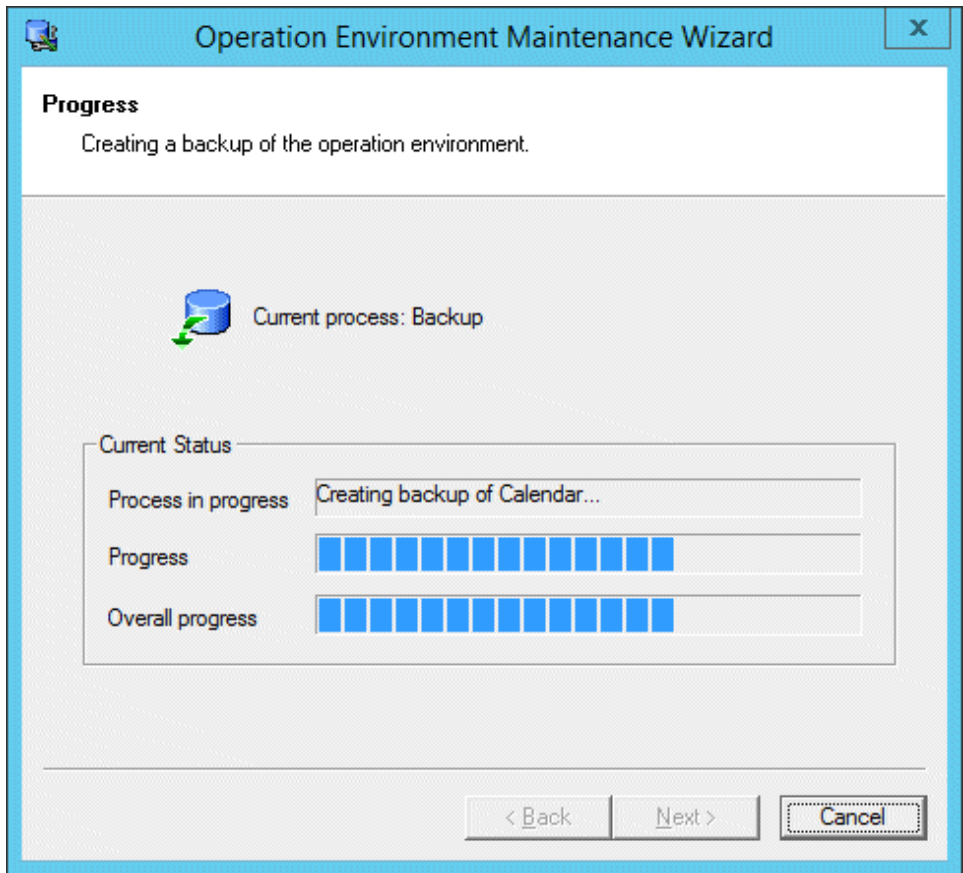 Operation Environment Maintenance Wizard
x
Progress
Creating a backup of the operation environment.
Current process: Backup
Current Status
Process in progress
Creating backup of Calendar...
Progress
Overall progress
< Back
Next >
Cancel